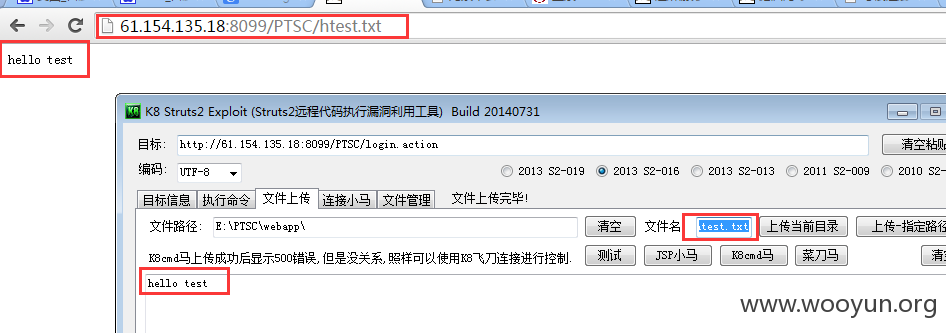 61.154.135.18:8099/PTSC/htest.txt
hello test
K8 Struts2 Exploit (Struts2远程代码执行漏洞利用工具) Build 20140731
目标: http://61.154.135.18:8099/PTSC/login.action 清空粘贴
编码: UTF-8 2013 S2-019 2013 S2-016 2013 S2-013 2011 S2-009 2010 S2-
目标信息 执行命令 文件上传 连接小马 文件管理 文件上传完毕!
文件路径: E:\PTSC\webapp\ 清空 文件名 htest.txt 上传当前目录 上传-指定路径
K8cmd马上传成功后显示500错误,但是没关系,照样可以使用K8飞刀连接进行控制. 测试 JSP小马 K8cmd马 菜刀马 清
hello test
www.wooyun.org